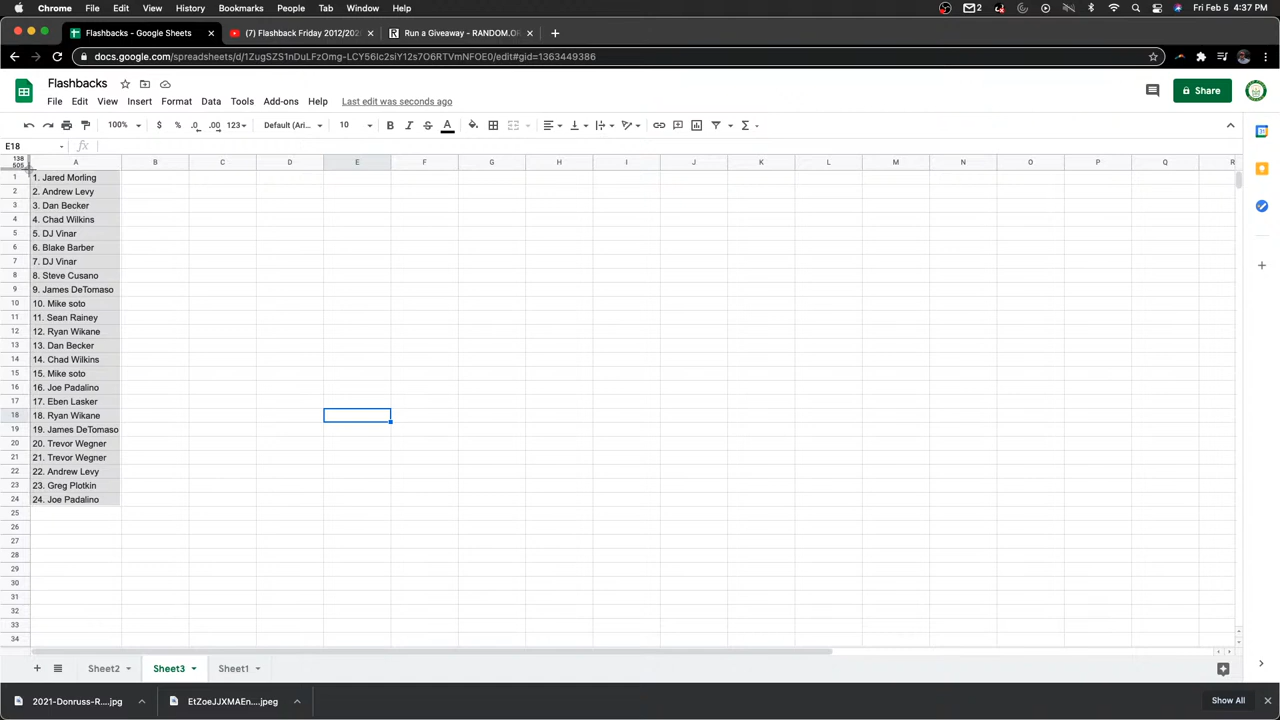 Chrome File Edit View History Bookmarks People Tab Window Help 2 Fri Feb 5 4:37 PM
Flashbacks - Google Sheets (7) Flashback Friday 2012/202 Run a Giveaway - RANDOM.OR
docs.google.com/spreadsheets/d/1ZugSZS1nDuLFzOmg-LCY56Ic2siY12s7O6RTVmNFOE0/edit#gid=1363449386
Flashbacks
File Edit View Insert Format Data Tools Add-ons Help Last edit was seconds ago Share
100% $ % .0 .00 123 Default (Ari... 10 B I S A
E18 fx
138
605
A B C D E F G H I J K L M N O P Q R
1 1. Jared Morling
2 2. Andrew Levy
3 3. Dan Becker
4 4. Chad Wilkins
5 5. DJ Vinar
6 6. Blake Barber
7 7. DJ Vinar
8 8. Steve Cusano
9 9. James DeTomaso
10 10. Mike soto
11 11. Sean Rainey
12 12. Ryan Wikane
13 13. Dan Becker
14 14. Chad Wilkins
15 15. Mike soto
16 16. Joe Padalino
17 17. Eben Lasker
18 18. Ryan Wikane
19 19. James DeTomaso
20 20. Trevor Wegner
21 21. Trevor Wegner
22 22. Andrew Levy
23 23. Greg Plotkin
24 24. Joe Padalino
25
26
27
28
29
30
31
32
33
34
Sheet2 Sheet3 Sheet1
2021-Donruss-R....jpg EtZoeJJXMAEn....jpeg Show All